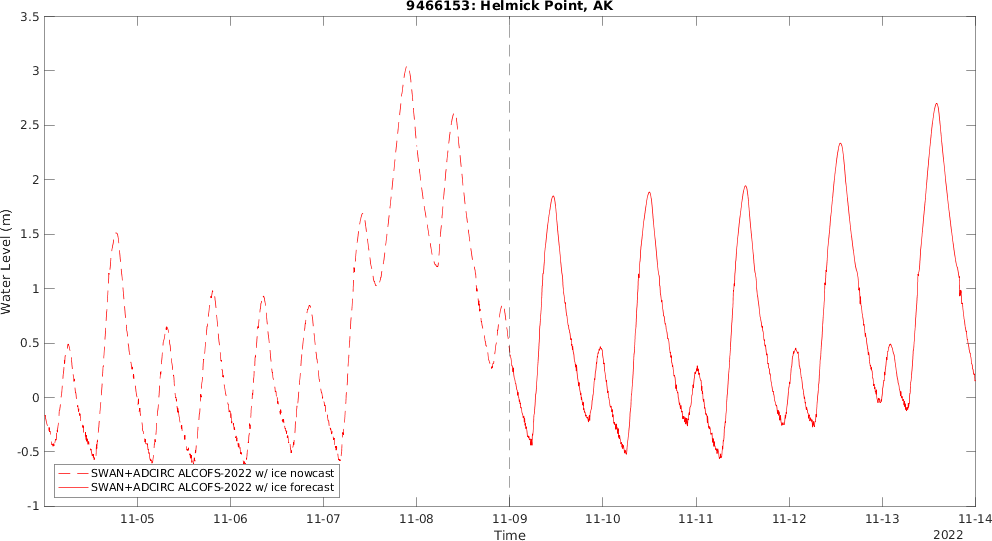 9466153: Helmick Point, AK
3.5
3
2.5
2
1.5
1
0.5
0
-0.5
-1
Water Level (m)
SWAN+ADCIRC ALCOFS-2022 w/ ice nowcast
SWAN+ADCIRC ALCOFS-2022 w/ ice forecast
11-05 11-06 11-07 11-08 11-09 11-10 11-11 11-12 11-13 11-14
Time
2022